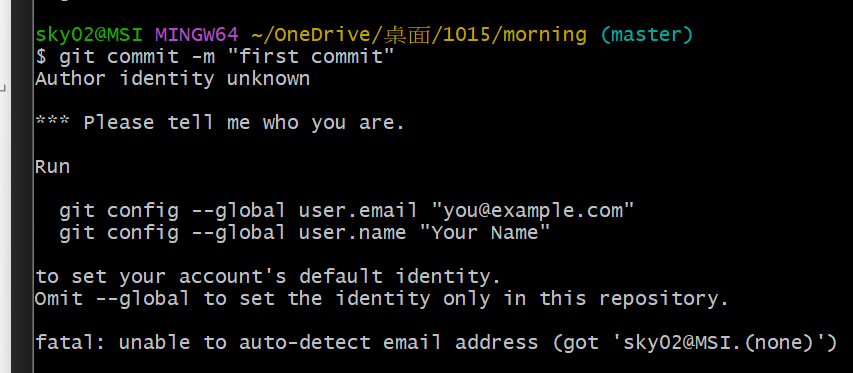 sky02@MSI MINGW64 ~/OneDrive/桌面/1015/morning (master)
$ git commit -m "first commit"
Author identity unknown
*** Please tell me who you are.
Run
git config --global user.email "you@example.com"
git config --global user.name "Your Name"
to set your account's default identity.
Omit --global to set the identity only in this repository.
fatal: unable to auto-detect email address (got 'sky02@MSI.(none)')